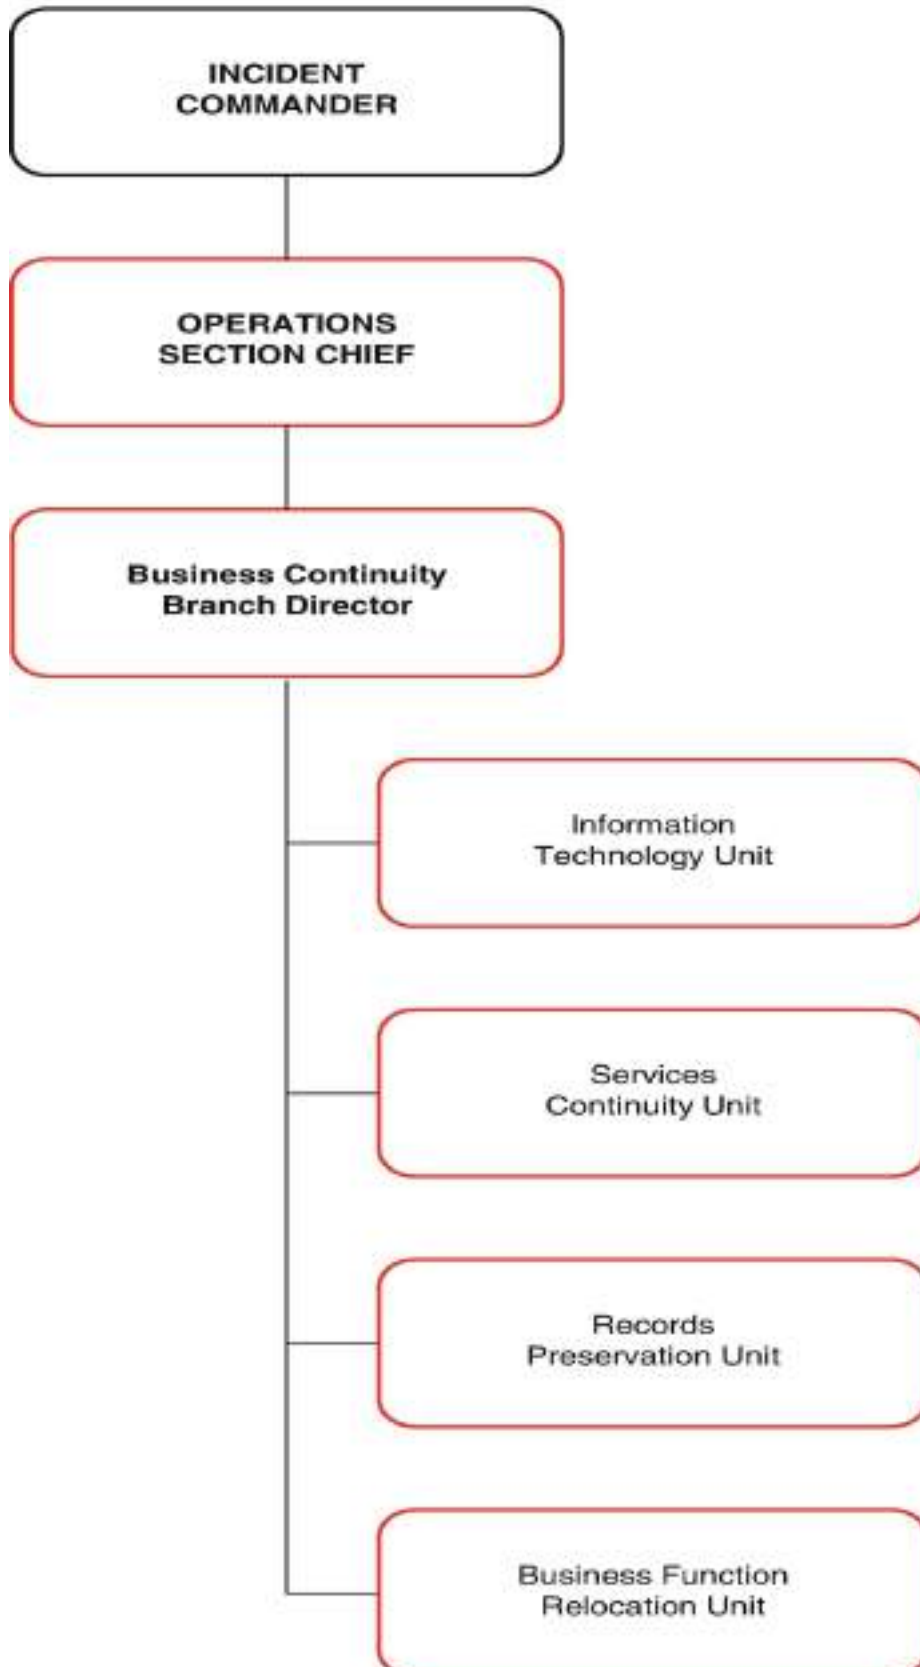 INCIDENT
COMMANDER
OPERATIONS
SECTION CHIEF
Business Continuity
Branch Director
Information
Technology Unit
Services
Continuity Unit
Records
Preservation Unit
Business Function
Relocation Unit